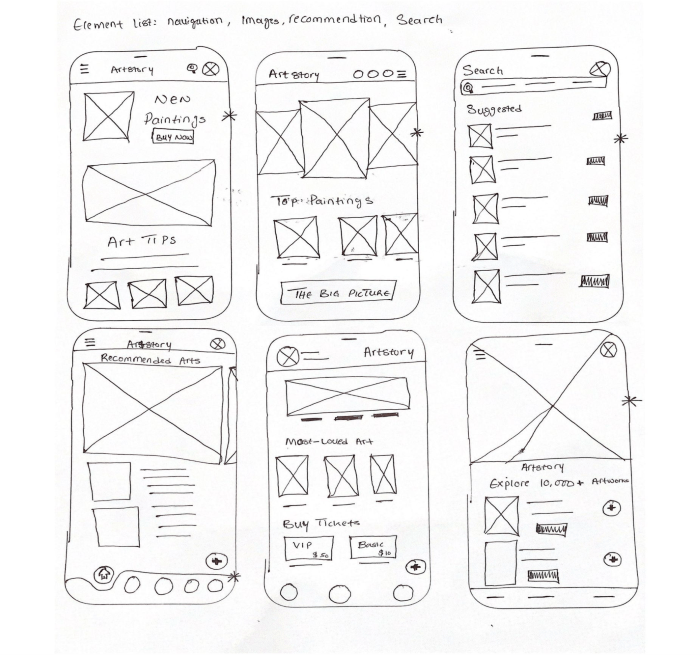 Element list: navigation, Images, recommendtion, Search
Artstory
New
Paintings
BUY NOW
Art TIPS
Artstory
Top Paintings
THE BIG PICTURE
Search
Suggested
Artstory
Recommended Arts
Artstory
Most-Loved Art
Buy Tickets
VIP
$50
Basic
$10
Artstory
Explore 10,000+ Artworks